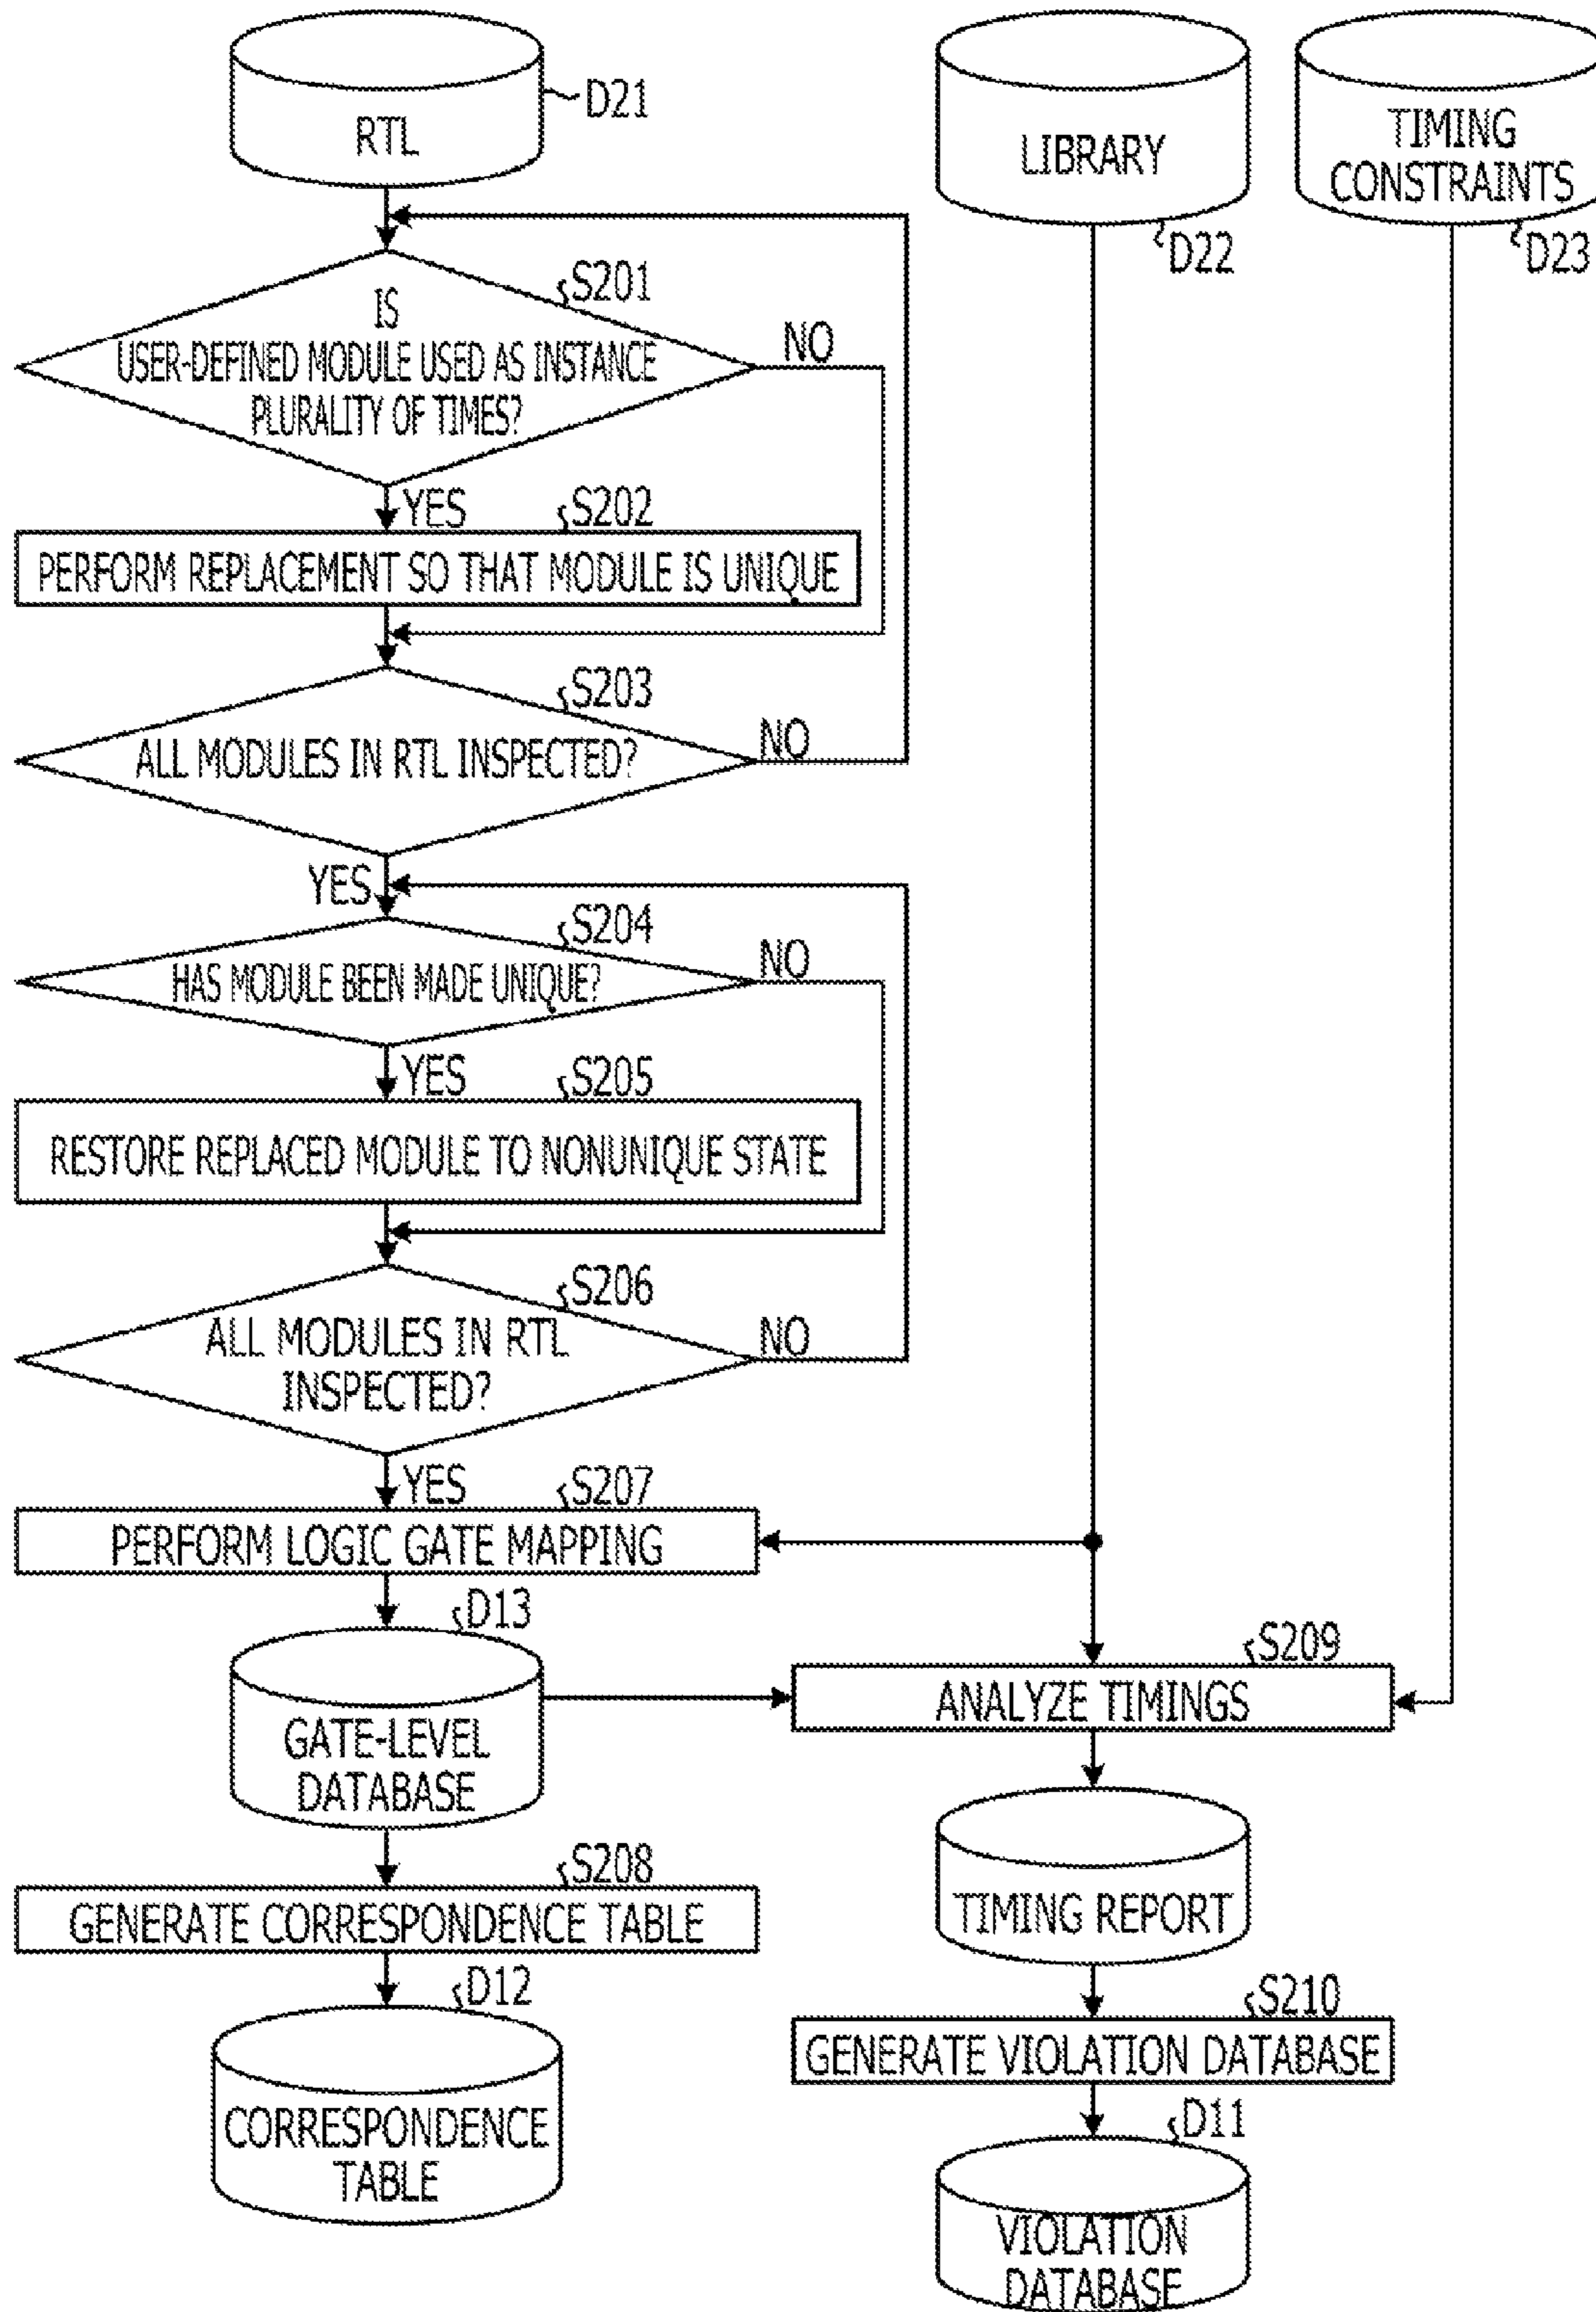 RTL
D21
LIBRARY
D22
TIMING
CONSTRAINTS
D23
S201
IS
USER-DEFINED MODULE USED AS INSTANCE
PLURALITY OF TIMES?
NO
YES
S202
PERFORM REPLACEMENT SO THAT MODULE IS UNIQUE
S203
ALL MODULES IN RTL INSPECTED?
NO
YES
S204
HAS MODULE BEEN MADE UNIQUE?
NO
YES
S205
RESTORE REPLACED MODULE TO NONUNIQUE STATE
S206
ALL MODULES IN RTL
INSPECTED?
NO
YES
S207
PERFORM LOGIC GATE MAPPING
D13
GATE-LEVEL
DATABASE
S208
GENERATE CORRESPONDENCE TABLE
D12
CORRESPONDENCE
TABLE
S209
ANALYZE TIMINGS
TIMING REPORT
S210
GENERATE VIOLATION DATABASE
D11
VIOLATION
DATABASE